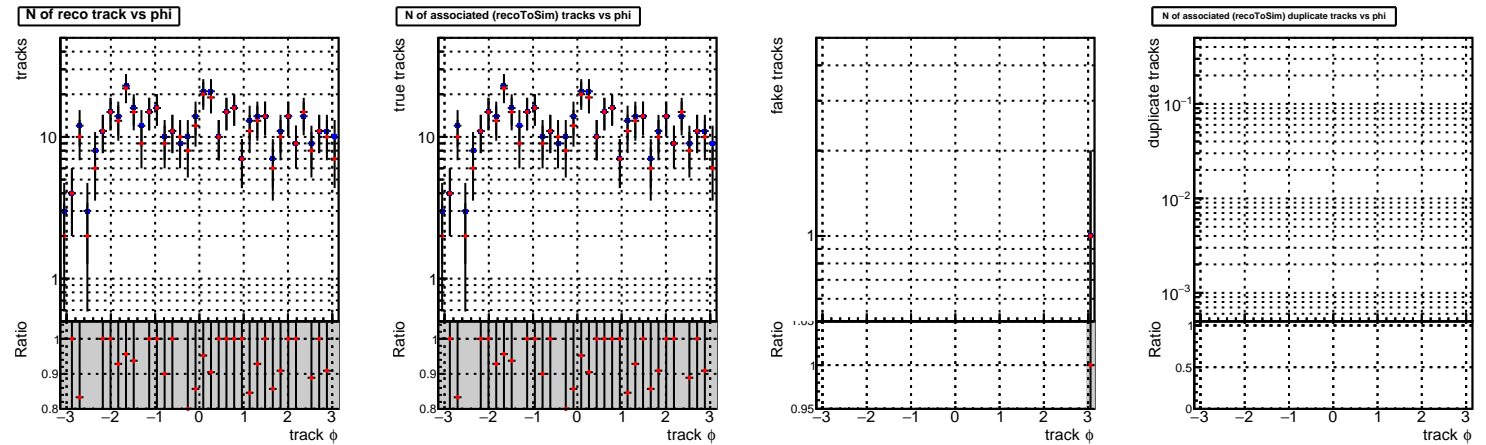 N of reco track vs phi
tracks
10
1
Ratio
1
0.9
0.8
−3 −2 −1 0 1 2 3
track ϕ
N of associated (recoToSim) tracks vs phi
true tracks
10
1
Ratio
1
0.9
0.8
−3 −2 −1 0 1 2 3
track ϕ
fake tracks
1
Ratio
1
0.95
−3 −2 −1 0 1 2 3
track ϕ
N of associated (recoToSim) duplicate tracks vs phi
duplicate tracks
10⁻¹
10⁻²
10⁻³
Ratio
1
0.5
0
−3 −2 −1 0 1 2 3
track ϕ